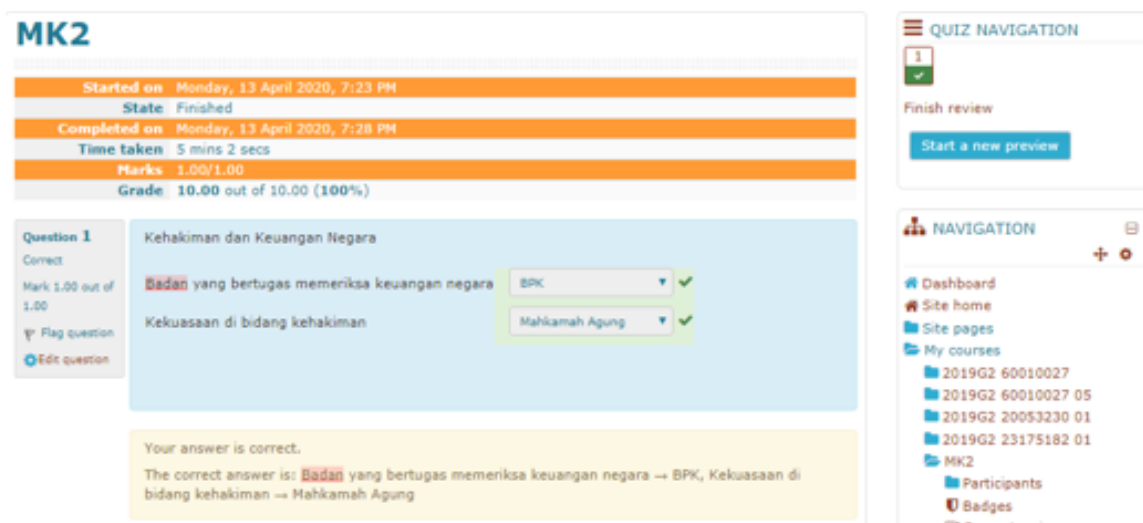 MK2
Started on Monday, 13 April 2020, 7:23 PM
State Finished
Completed on Monday, 13 April 2020, 7:28 PM
Time taken 5 mins 2 secs
Marks 1.00/1.00
Grade 10.00 out of 10.00 (100%)
Question 1
Correct
Mark 1.00 out of
1.00
Flag question
Edit question
Kehakiman dan Keuangan Negara
Badan yang bertugas memeriksa keuangan negara BPK
Kekuasaan di bidang kehakiman Mahkamah Agung
Your answer is correct.
The correct answer is: Badan yang bertugas memeriksa keuangan negara → BPK, Kekuasaan di
bidang kehakiman → Mahkamah Agung
QUIZ NAVIGATION
1
Finish review
Start a new preview
NAVIGATION
Dashboard
Site home
Site pages
My courses
2019G2 60010027
2019G2 60010027 05
2019G2 20053230 01
2019G2 23175182 01
MK2
Participants
Badges